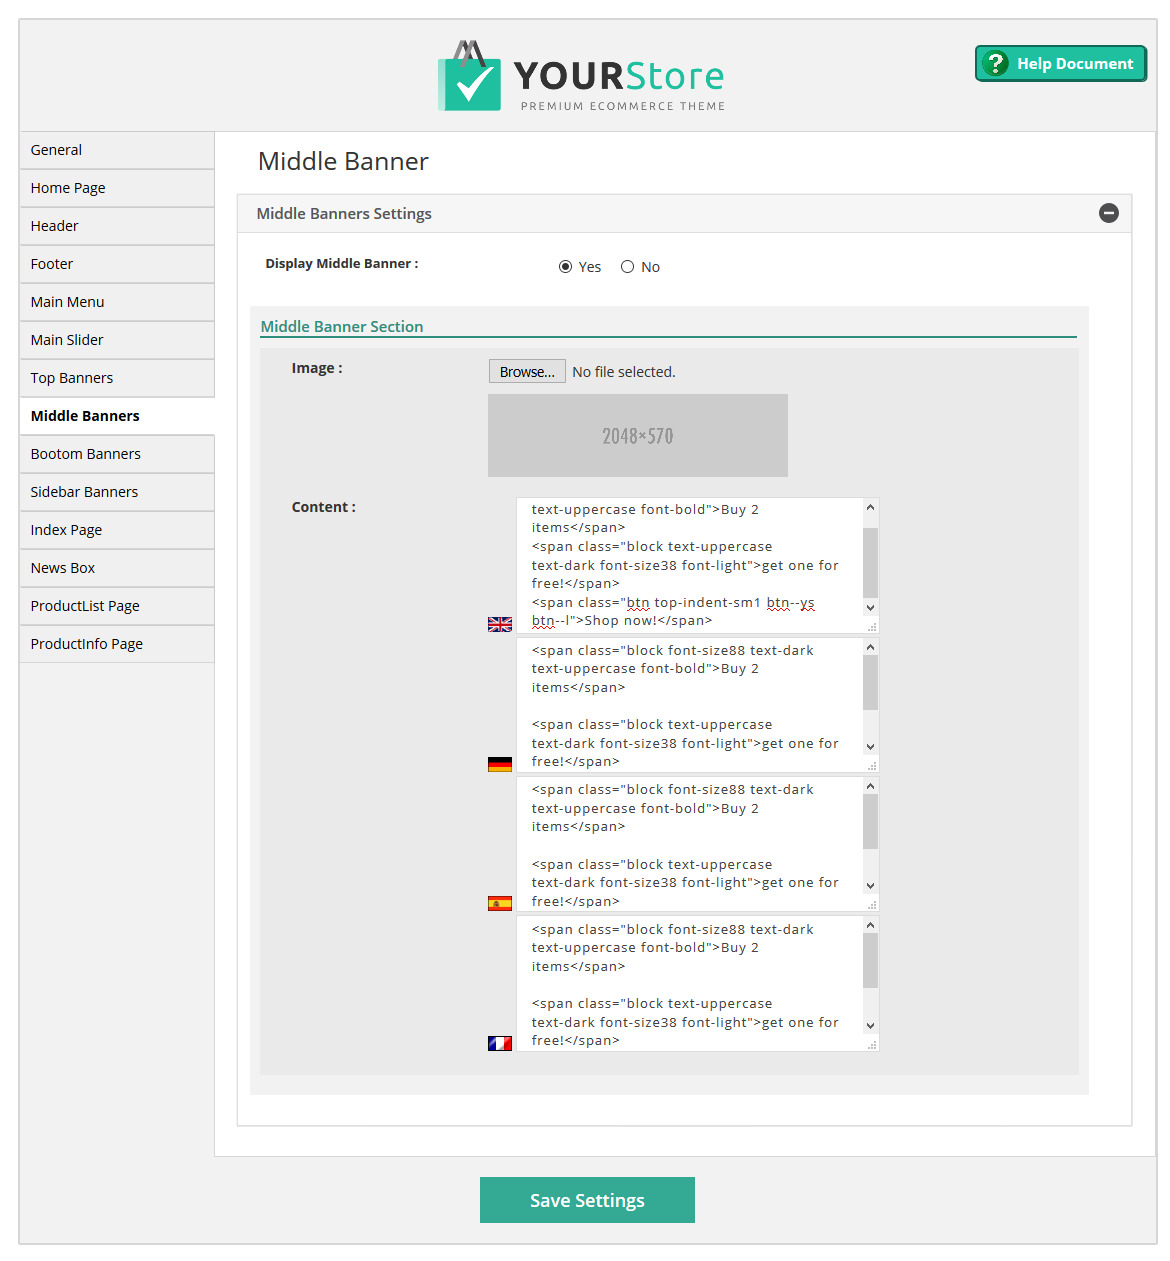 YOURStore
PREMIUM ECOMMERCE THEME
? Help Document
General
Home Page
Header
Footer
Main Menu
Main Slider
Top Banners
Middle Banners
Bootom Banners
Sidebar Banners
Index Page
News Box
ProductList Page
ProductInfo Page
Middle Banner
Middle Banners Settings
Display Middle Banner :
Yes
No
Middle Banner Section
Image :
Browse... No file selected.
2048×570
Content :
text-uppercase font-bold">Buy 2
items</span>
<span class="block text-uppercase
text-dark font-size38 font-light">get one for
free!</span>
<span class="btn top-indent-sm1 btn--ys
btn--l">Shop now!</span>
<span class="block font-size88 text-dark
text-uppercase font-bold">Buy 2
items</span>
<span class="block text-uppercase
text-dark font-size38 font-light">get one for
free!</span>
<span class="block font-size88 text-dark
text-uppercase font-bold">Buy 2
items</span>
<span class="block text-uppercase
text-dark font-size38 font-light">get one for
free!</span>
<span class="block font-size88 text-dark
text-uppercase font-bold">Buy 2
items</span>
<span class="block text-uppercase
text-dark font-size38 font-light">get one for
free!</span>
Save Settings